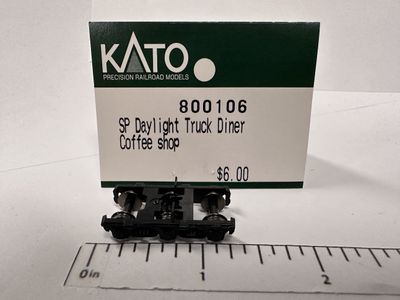 KATO
PRECISION RAILROAD MODELS
800106
SP Daylight Truck Diner
Coffee shop
$6.00
0in 1 2